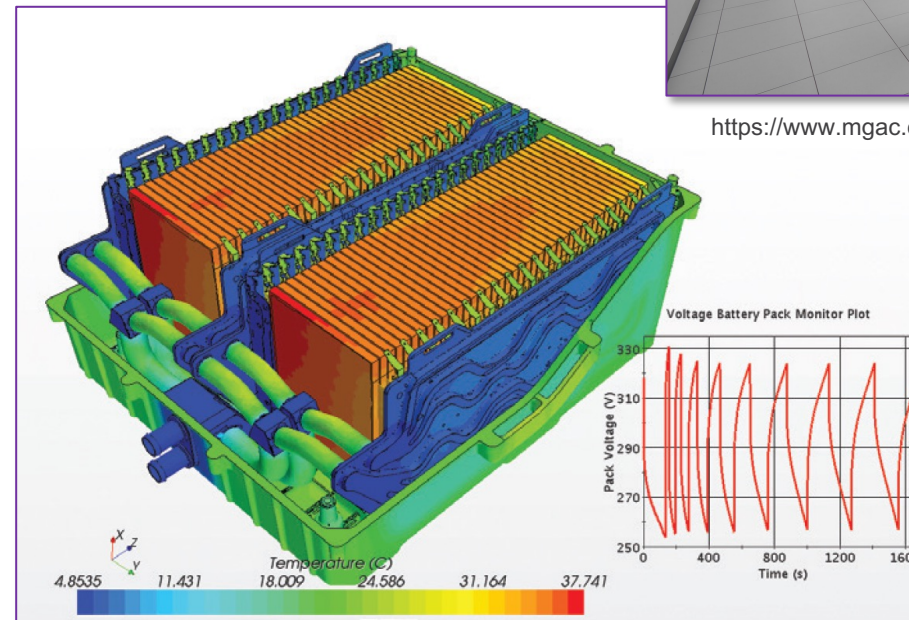 https://www.mgac.c
Voltage Battery Pack Monitor Plot
330
310
290
270
250
Pack Voltage (V)
0 400 800 1200 160
Time (s)
X
Z
Y
Temperature (C)
4.8535 11.431 18.009 24.586 31.164 37.741